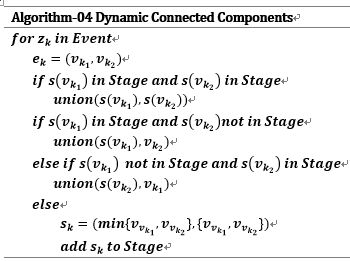 Algorithm-04 Dynamic Connected Components
for z_k in Event
e_k = (v_{k_1}, v_{k_2})
if s(v_{k_1}) in Stage and s(v_{k_2}) in Stage
union(s(v_{k_1}), s(v_{k_2}))
if s(v_{k_1}) in Stage and s(v_{k_2})not in Stage
union(s(v_{k_1}), v_{k_2})
else if s(v_{k_1}) not in Stage and s(v_{k_2}) in Stage
union(s(v_{k_2}), v_{k_1})
else
s_k = (min{v_{v_{k_1}}, v_{v_{k_2}}}, {v_{v_{k_1}}, v_{v_{k_2}}})
add s_k to Stage